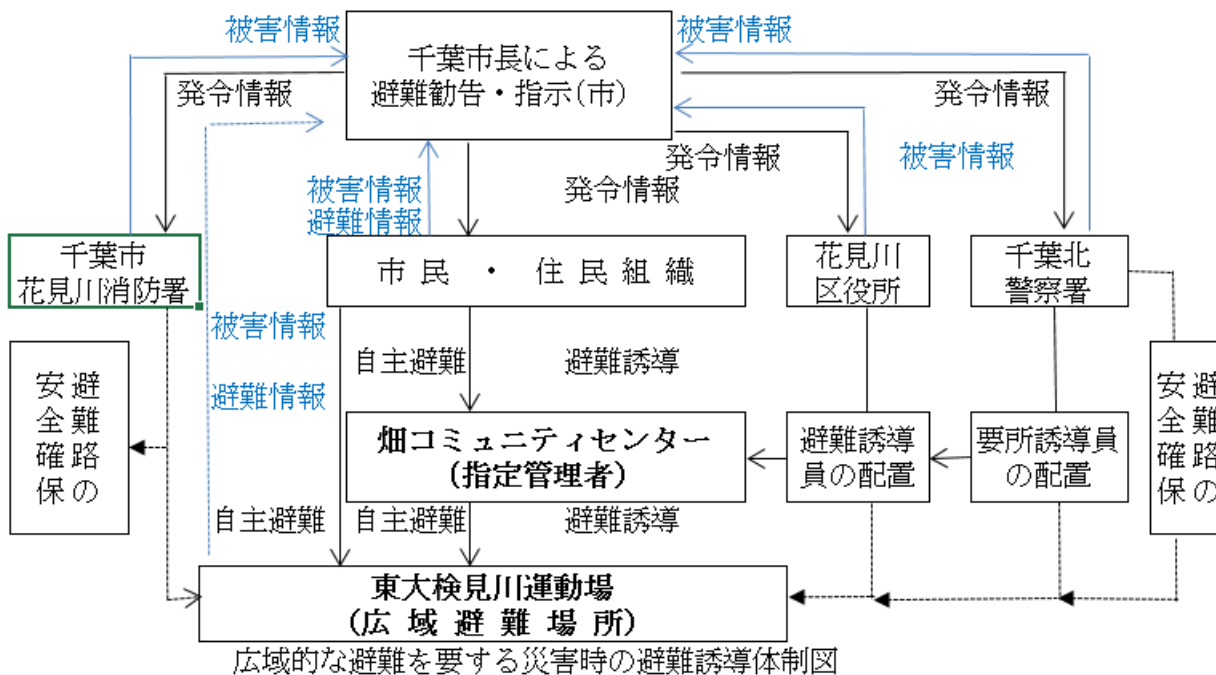 被害情報
被害情報
千葉市長による
避難勧告・指示(市)
発令情報
発令情報
発令情報
被害情報
被害情報
避難情報
発令情報
千葉市
花見川消防署
市民・住民組織
花見川
区役所
千葉北
警察署
被害情報
避難情報
自主避難
避難誘導
避難路の
安全確保
避難路の
安全確保
畑コミュニティセンター
(指定管理者)
避難誘導
員の配置
要所誘導員
の配置
自主避難
自主避難
避難誘導
東大検見川運動場
(広域避難場所)
広域的な避難を要する災害時の避難誘導体制図